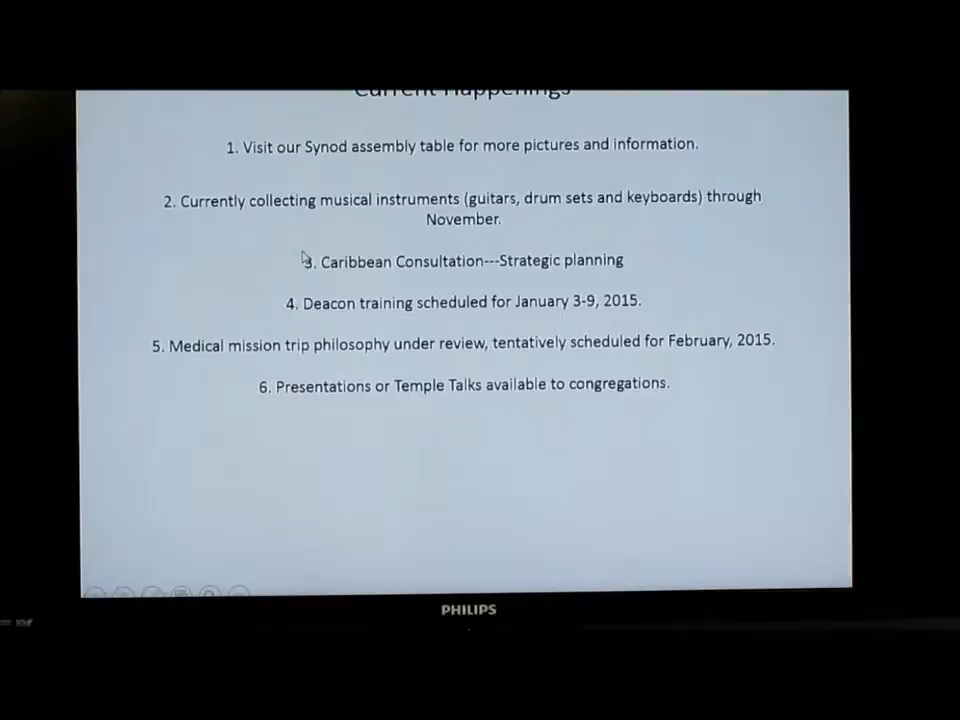 Current Happenings
1. Visit our Synod assembly table for more pictures and information.
2. Currently collecting musical instruments (guitars, drum sets and keyboards) through
November.
3. Caribbean Consultation---Strategic planning
4. Deacon training scheduled for January 3-9, 2015.
5. Medical mission trip philosophy under review, tentatively scheduled for February, 2015.
6. Presentations or Temple Talks available to congregations.
PHILIPS